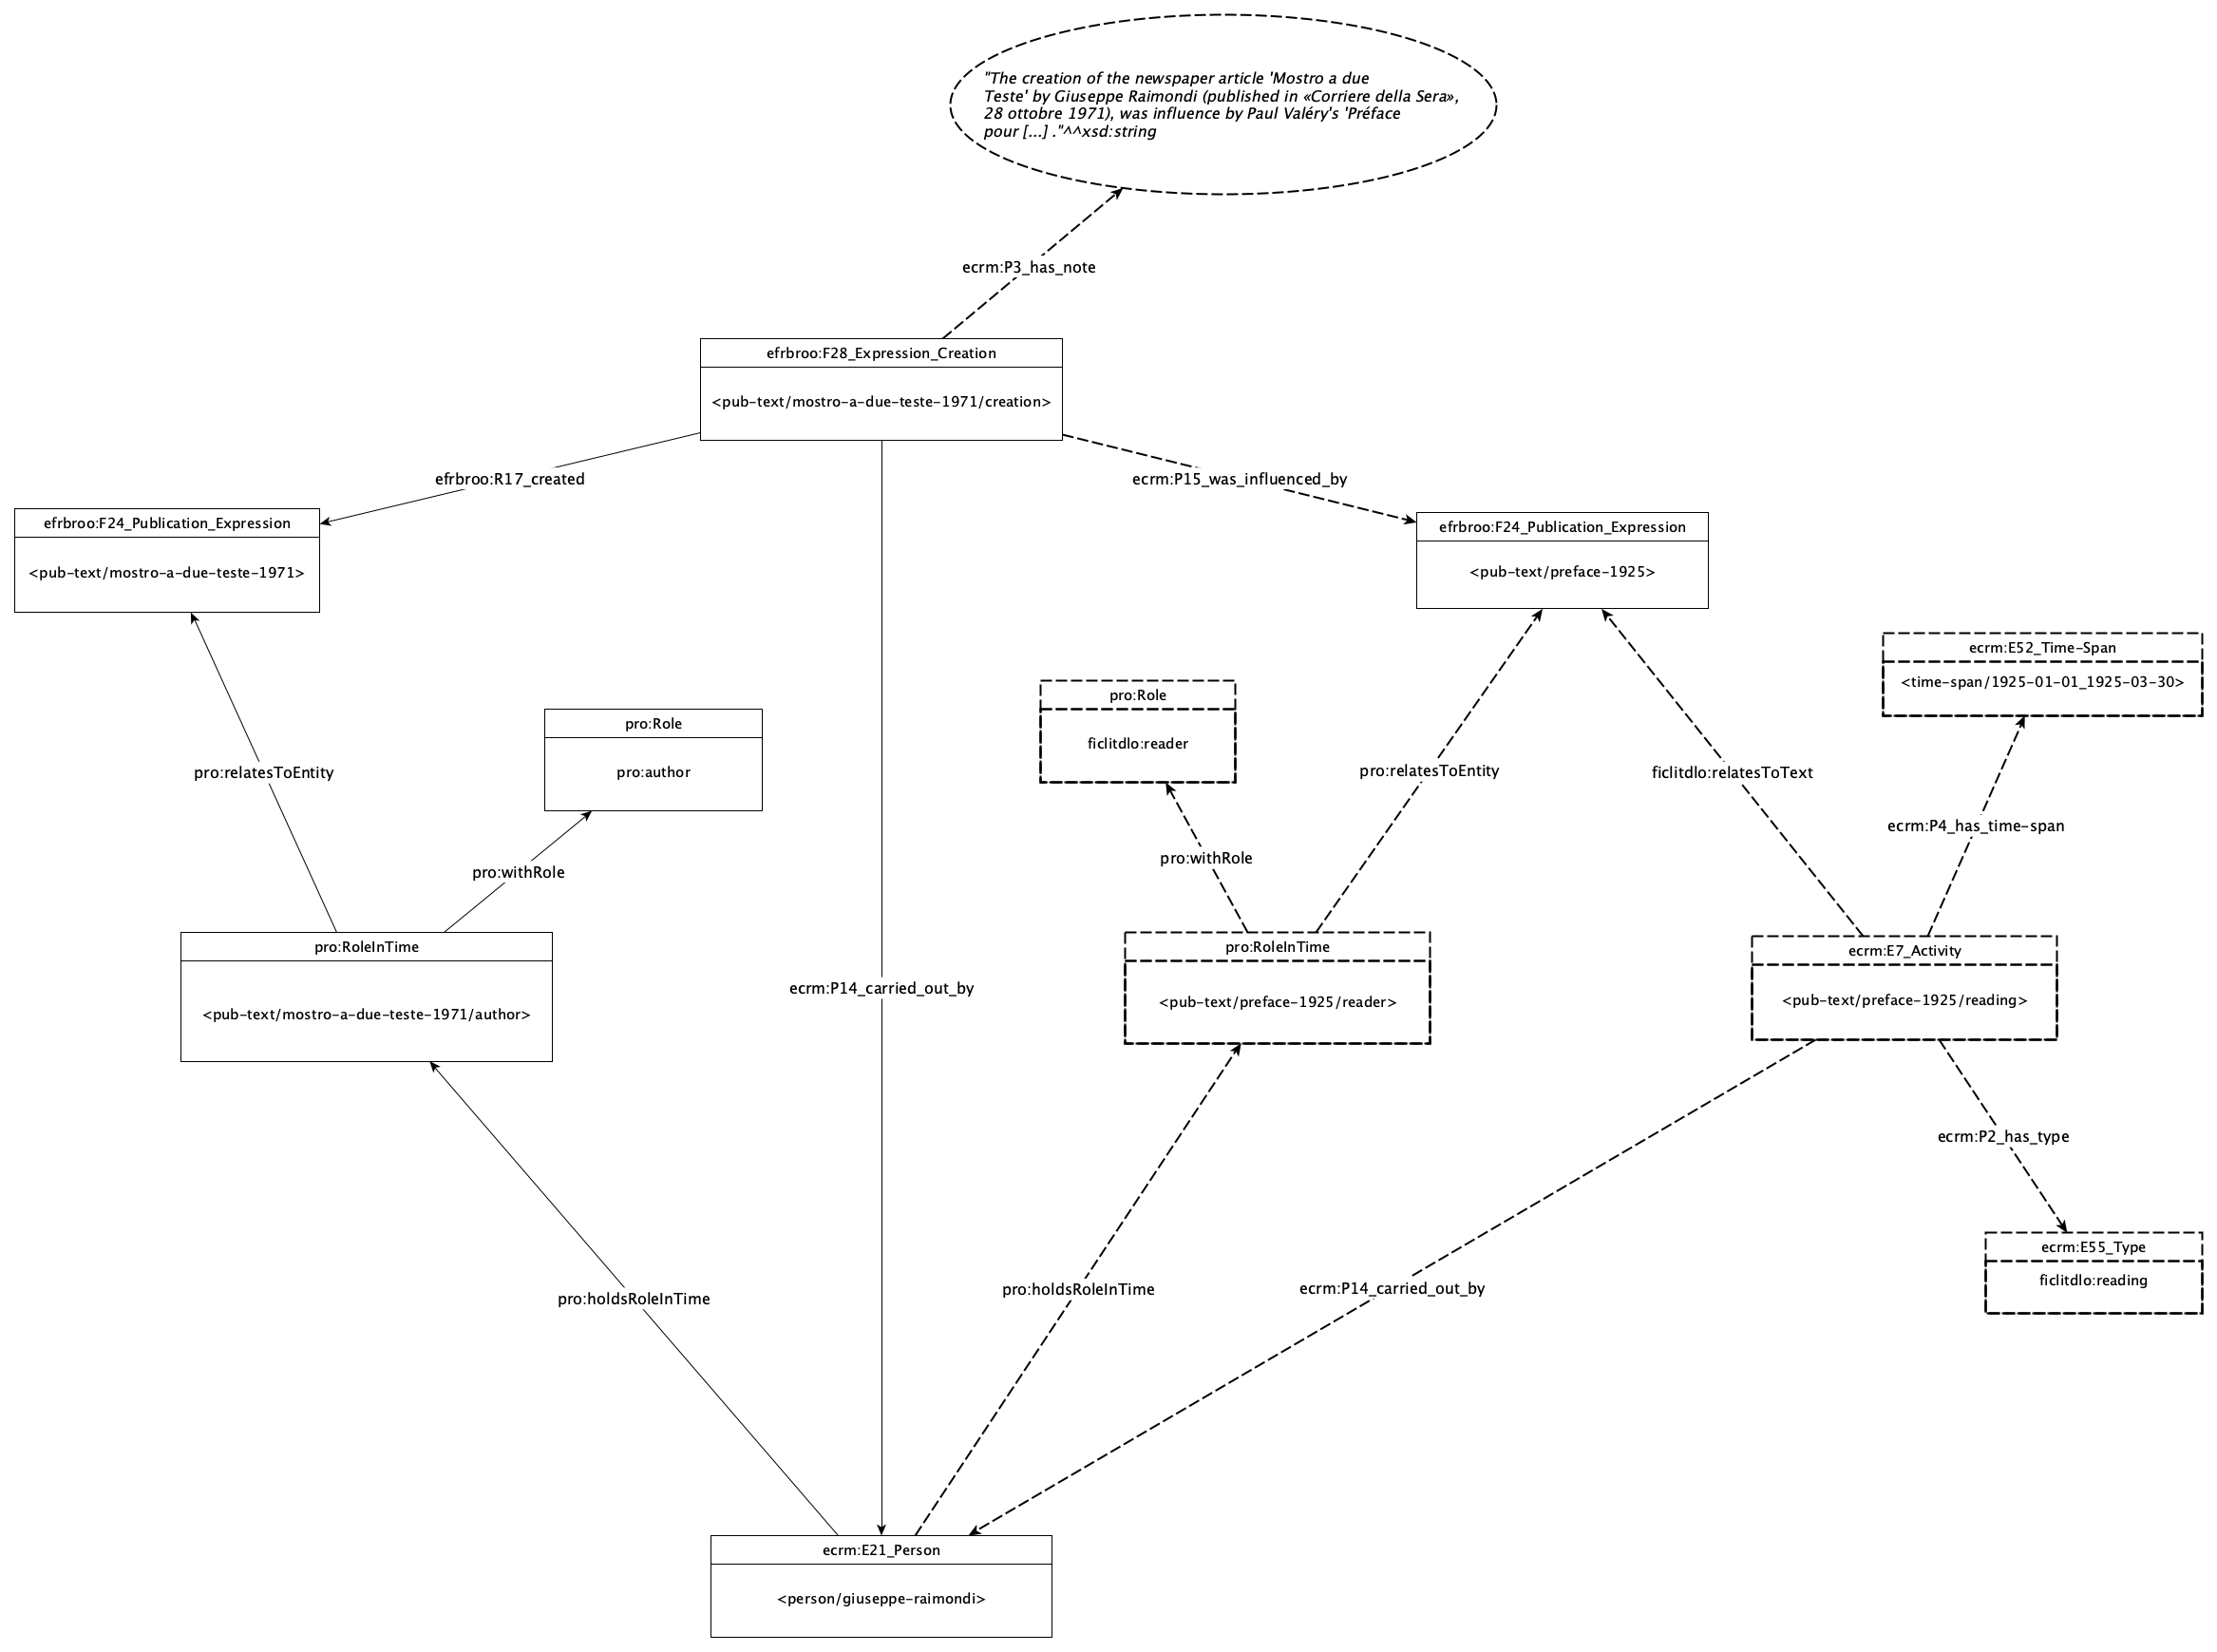 "The creation of the newspaper article 'Mostro a due
Teste' by Giuseppe Raimondi (published in «Corriere della Sera»,
28 ottobre 1971), was influence by Paul Valéry's 'Préface
pour [...] ."^^xsd:string
ecrm:P3_has_note
efrbroo:F28_Expression_Creation
<pub-text/mostro-a-due-teste-1971/creation>
efrbroo:R17_created
ecrm:P15_was_influenced_by
efrbroo:F24_Publication_Expression
<pub-text/mostro-a-due-teste-1971>
efrbroo:F24_Publication_Expression
<pub-text/preface-1925>
ecrm:E52_Time-Span
<time-span/1925-01-01_1925-03-30>
pro:Role
ficlitdlo:reader
pro:Role
pro:author
pro:relatesToEntity
pro:relatesToEntity
ficlitdlo:relatesToText
ecrm:P4_has_time-span
pro:withRole
pro:withRole
pro:RoleInTime
<pub-text/mostro-a-due-teste-1971/author>
ecrm:P14_carried_out_by
pro:RoleInTime
<pub-text/preface-1925/reader>
ecrm:E7_Activity
<pub-text/preface-1925/reading>
ecrm:P2_has_type
ecrm:E55_Type
ficlitdlo:reading
pro:holdsRoleInTime
pro:holdsRoleInTime
ecrm:P14_carried_out_by
ecrm:E21_Person
<person/giuseppe-raimondi>